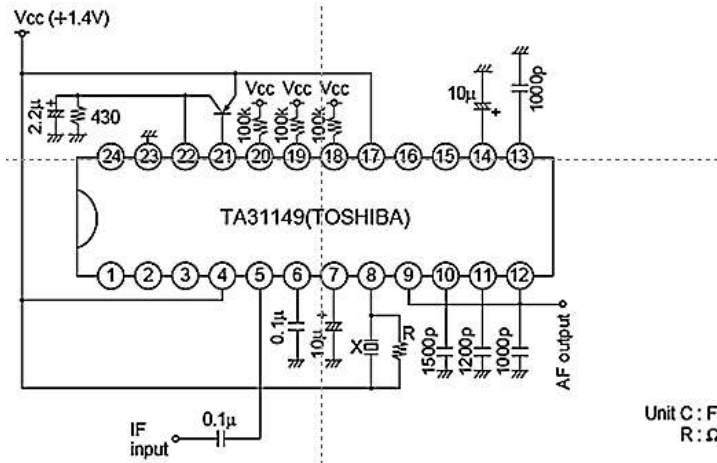 Vcc (+1.4V)
2.2μ
+
430
Vcc Vcc Vcc
100k 100k 100k
10μ
+
1000p
24 23 22 21 20 19 18 17 16 15 14 13
TA31149(TOSHIBA)
1 2 3 4 5 6 7 8 9 10 11 12
0.1μ
10μ
+
X
R
1500p
1200p
1000p
AF output
IF
input
0.1μ
Unit C : F
R : Ω